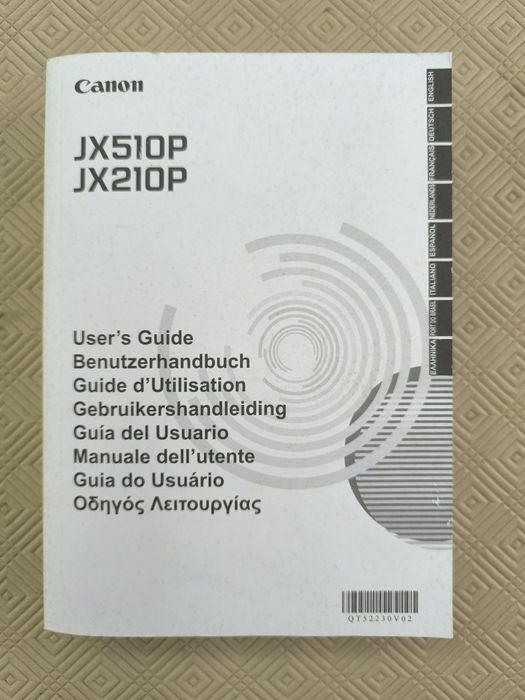 Canon
JX510P
JX210P
User's Guide
Benutzerhandbuch
Guide d'Utilisation
Gebruikershandleiding
Guía del Usuario
Manuale dell'utente
Guia do Usuário
Οδηγός Λειτουργίας
ENGLISH
DEUTSCH
FRANÇAIS
NEDERLANDS
ESPAÑOL
ITALIANO
PORT DO BRASIL
ΕΛΛΗΝΙΚΑ
QT52230V02